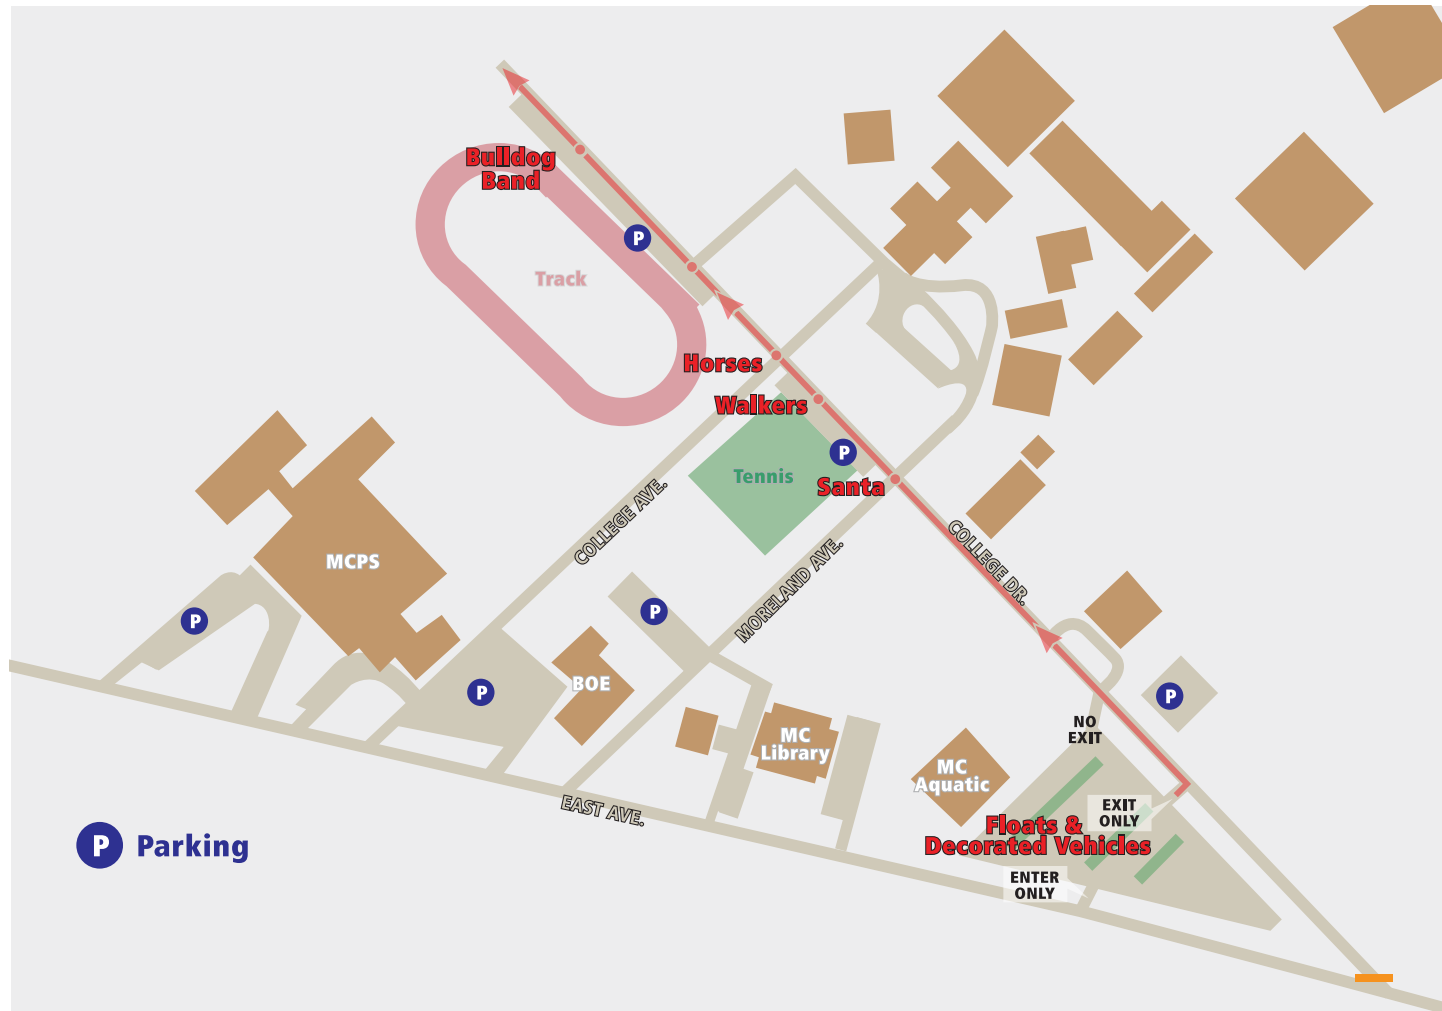 Bulldog
Band
P
Track
Horses
Walkers
P
Tennis
Santa
COLLEGE AVE.
COLLEGE DR.
MCPS
MORELAND AVE.
P
P
BOE
P
P
NO
EXIT
MC
Library
MC
Aquatic
EXIT
ONLY
EAST AVE.
Floats &
Decorated Vehicles
P Parking
ENTER
ONLY